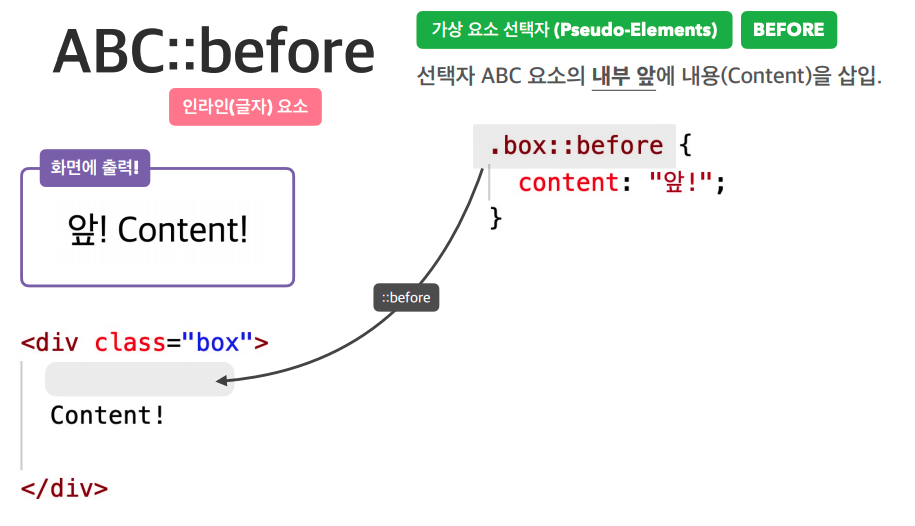 ABC::before
인라인(글자) 요소
가상 요소 선택자 (Pseudo-Elements)
BEFORE
선택자 ABC 요소의 내부 앞에 내용(Content)을 삽입.
화면에 출력!
앞! Content!
.box::before {
content: "앞!";
}
::before
<div class="box">
Content!
</div>